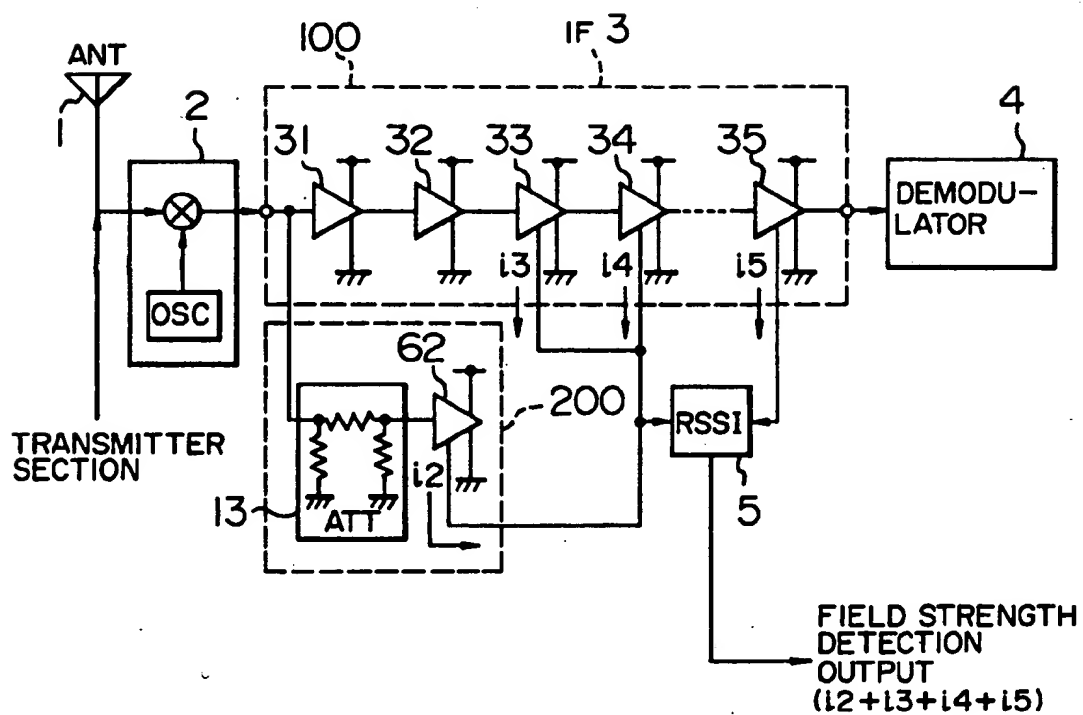 100
IF 3
ANT
1
2
31
32
33
34
35
4
DEMODU-
LATOR
OSC
i3
i4
i5
62
200
RSSI
TRANSMITTER
SECTION
i2
13
ATT
5
FIELD STRENGTH
DETECTION
OUTPUT
(i2+i3+i4+i5)